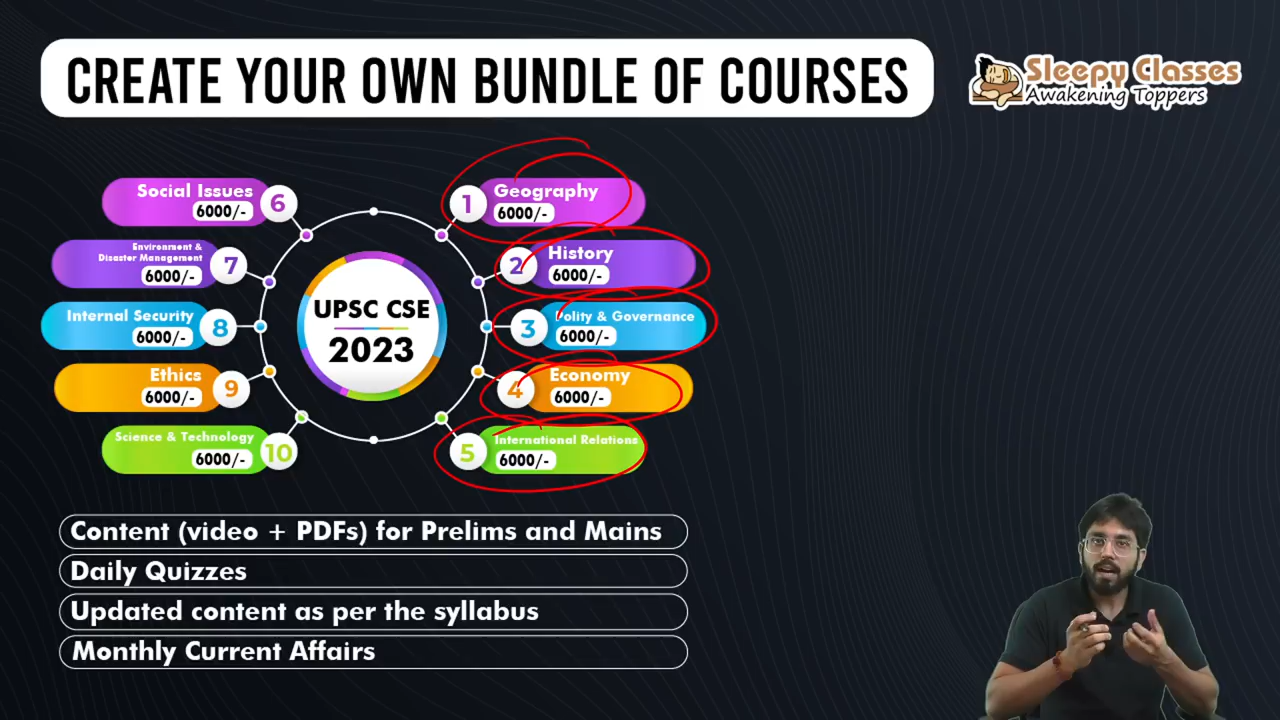 CREATE YOUR OWN BUNDLE OF COURSES
Sleepy Classes
Awakening Toppers
Social Issues
6000/-
6
Environment &
Disaster Management
6000/-
7
Internal Security
6000/-
8
Ethics
6000/-
9
Science & Technology
6000/-
10
UPSC CSE
2023
1
Geography
6000/-
2
History
6000/-
3
Polity & Governance
6000/-
4
Economy
6000/-
5
International Relations
6000/-
Content (video + PDFs) for Prelims and Mains
Daily Quizzes
Updated content as per the syllabus
Monthly Current Affairs